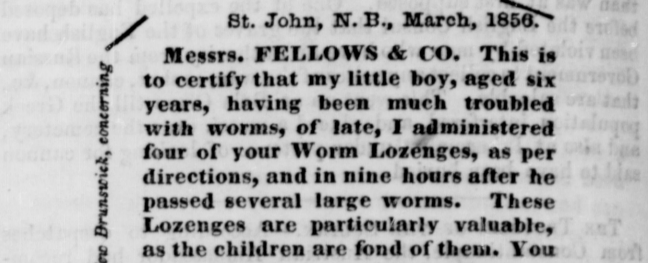 St. John, N. B., March, 1856.
Messrs. FELLOWS & CO. This is
to certify that my little boy, aged six
years, having been much troubled
with worms, of late, I administered
four of your Worm Lozenges, as per
directions, and in nine hours after he
passed several large worms. These
Lozenges are particularly valuable,
as the children are fond of them. You
Brunswick, concerning